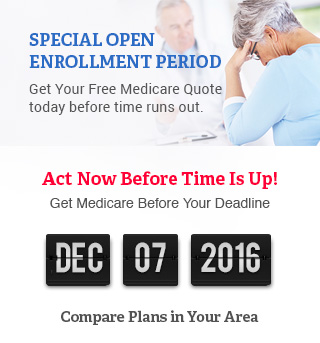 SPECIAL OPEN
ENROLLMENT PERIOD
Get Your Free Medicare Quote
today before time runs out.
Act Now Before Time Is Up!
Get Medicare Before Your Deadline
DEC 07 2016
Compare Plans in Your Area